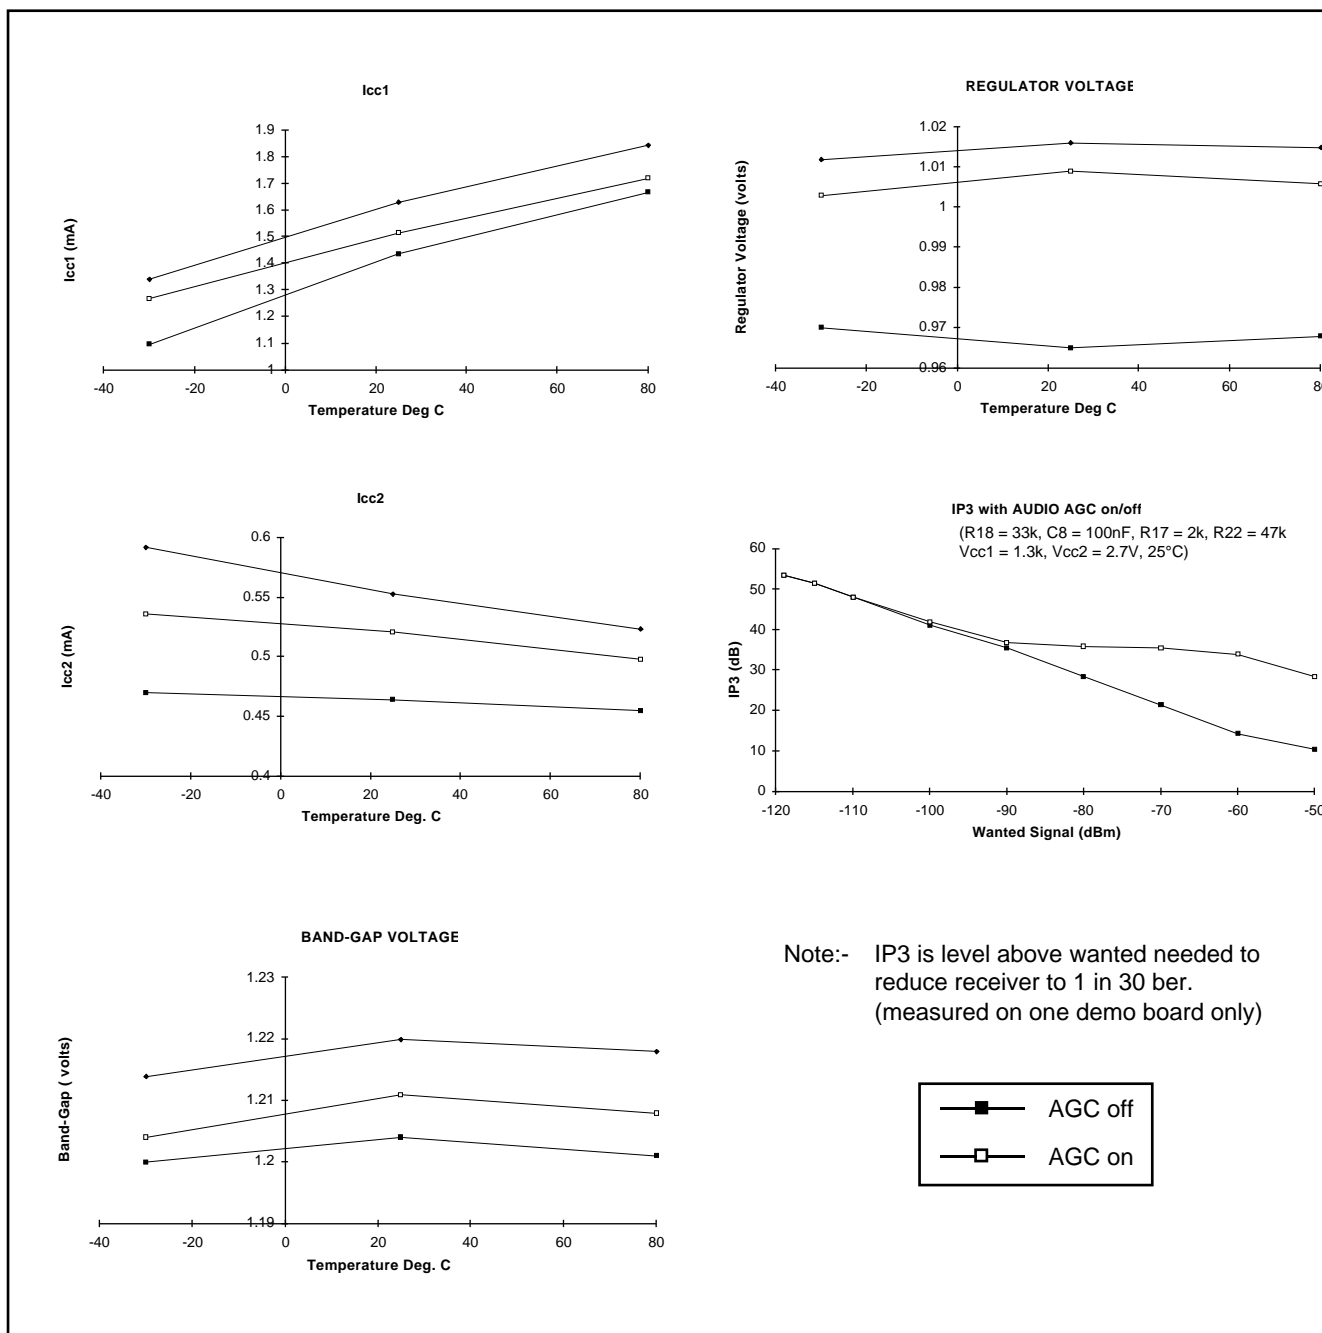 Icc1
1.9
1.8
1.7
1.6
1.5
1.4
1.3
1.2
1.1
1
-40 -20 0 20 40 60 80
Icc1 (mA)
Temperature Deg C
REGULATOR VOLTAGE
1.02
1.01
1
0.99
0.98
0.97
0.96
-40 -20 0 20 40 60 80
Regulator Voltage (volts)
Temperature Deg C
Icc2
0.6
0.55
0.5
0.45
0.4
-40 -20 0 20 40 60 80
Icc2 (mA)
Temperature Deg. C
IP3 with AUDIO AGC on/off
(R18 = 33k, C8 = 100nF, R17 = 2k, R22 = 47k
Vcc1 = 1.3k, Vcc2 = 2.7V, 25°C)
60
50
40
30
20
10
0
-120 -110 -100 -90 -80 -70 -60 -50
IP3 (dB)
Wanted Signal (dBm)
BAND-GAP VOLTAGE
1.23
1.22
1.21
1.2
1.19
-40 -20 0 20 40 60 80
Band-Gap ( volts)
Temperature Deg. C
Note:- IP3 is level above wanted needed to
reduce receiver to 1 in 30 ber.
(measured on one demo board only)
AGC off
AGC on